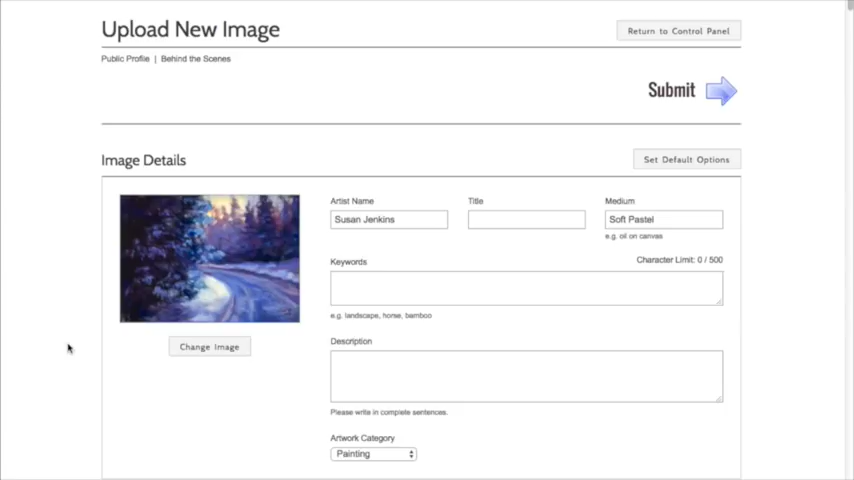 Upload New Image
Return to Control Panel
Public Profile | Behind the Scenes
Submit
Image Details
Set Default Options
Artist Name
Title
Medium
Susan Jenkins
Soft Pastel
e.g. oil on canvas
Keywords
Character Limit: 0 / 500
e.g. landscape, horse, bamboo
Change Image
Description
Please write in complete sentences.
Artwork Category
Painting